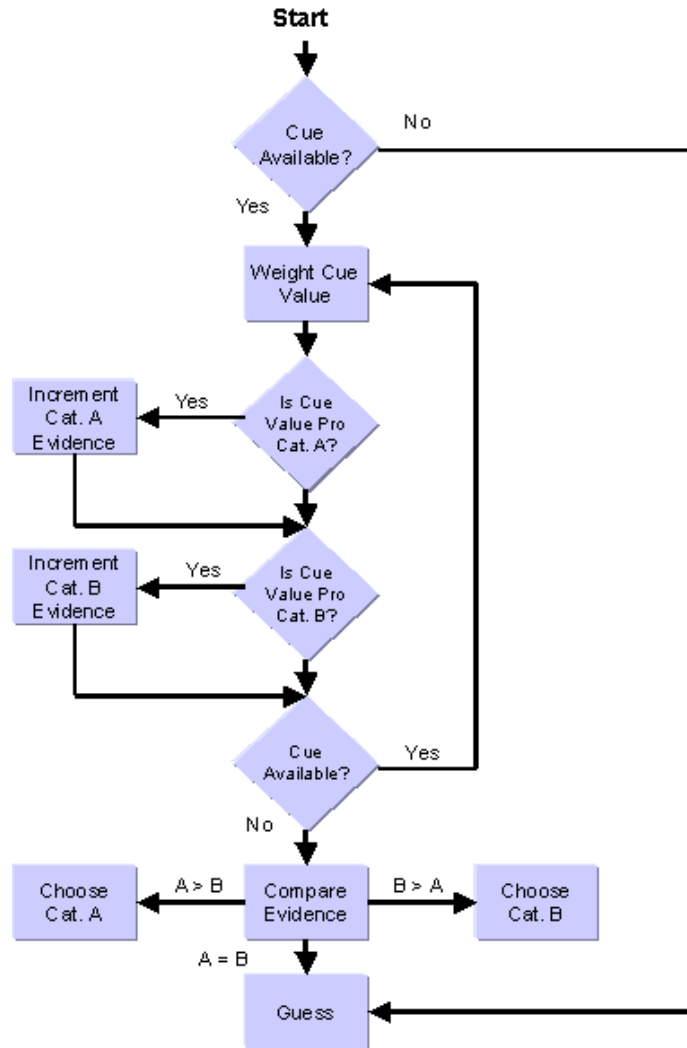 Start
Cue
Available?
No
Yes
Weight Cue
Value
Increment
Cat. A
Evidence
Yes
Is Cue
Value Pro
Cat. A?
Increment
Cat. B
Evidence
Yes
Is Cue
Value Pro
Cat. B?
Cue
Available?
Yes
No
Choose
Cat. A
A > B
Compare
Evidence
B > A
Choose
Cat. B
A = B
Guess